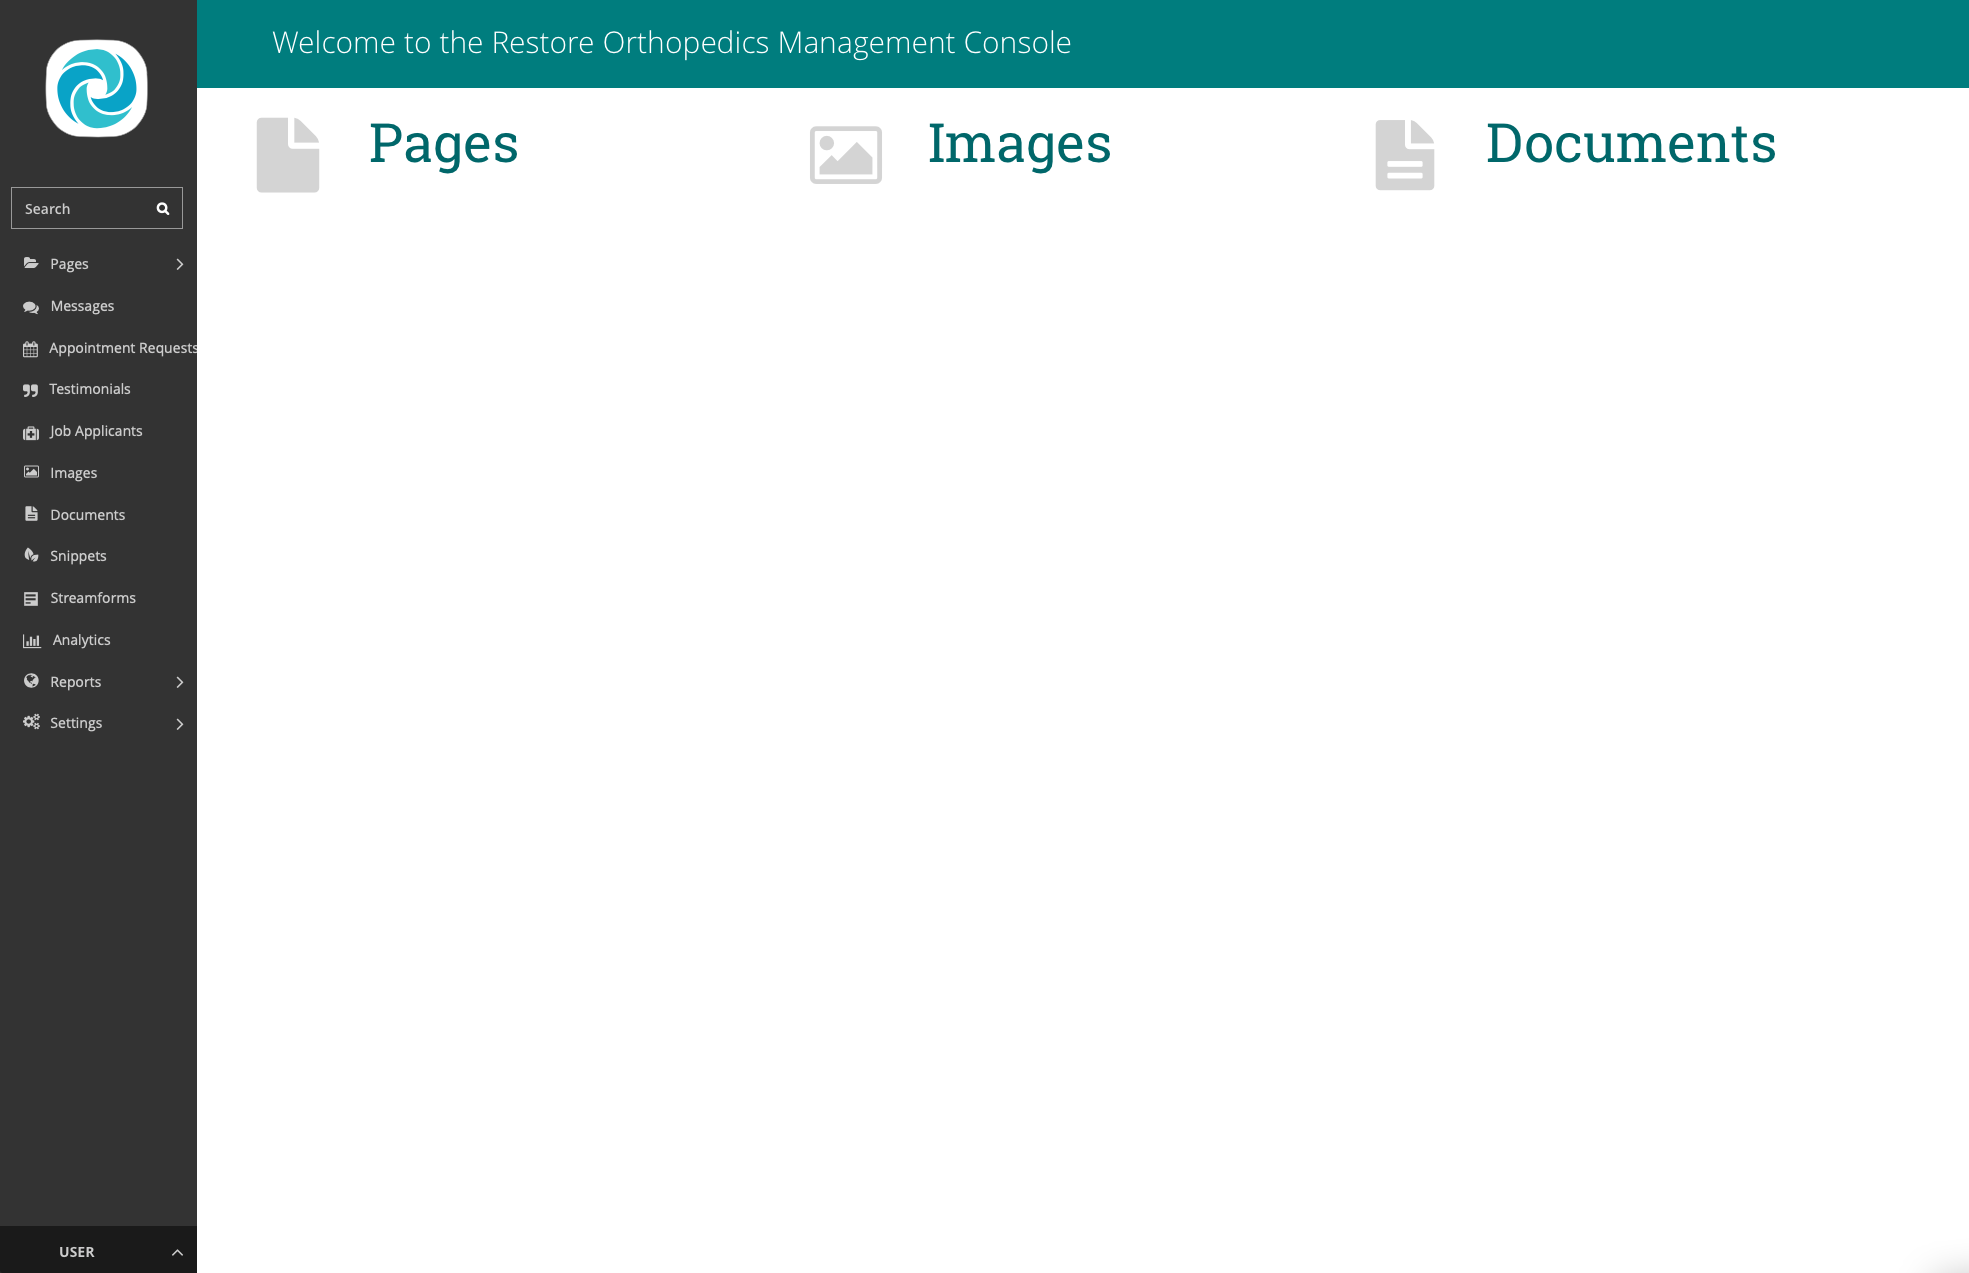 Welcome to the Restore Orthopedics Management Console
Pages
Images
Documents
Search
Pages
Messages
Appointment Requests
Testimonials
Job Applicants
Images
Documents
Snippets
Streamforms
Analytics
Reports
Settings
USER